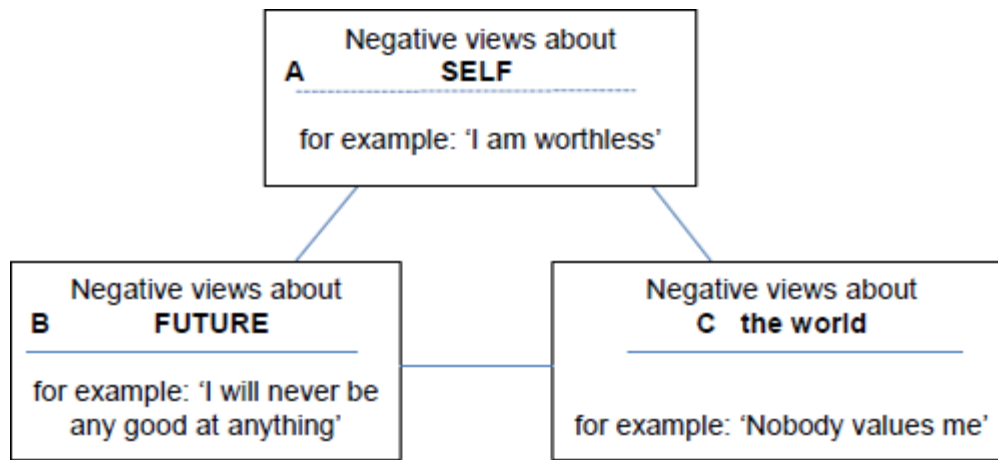 Negative views about
A SELF
for example: ‘I am worthless’
Negative views about
B FUTURE
for example: ‘I will never be
any good at anything’
Negative views about
C the world
for example: ‘Nobody values me’